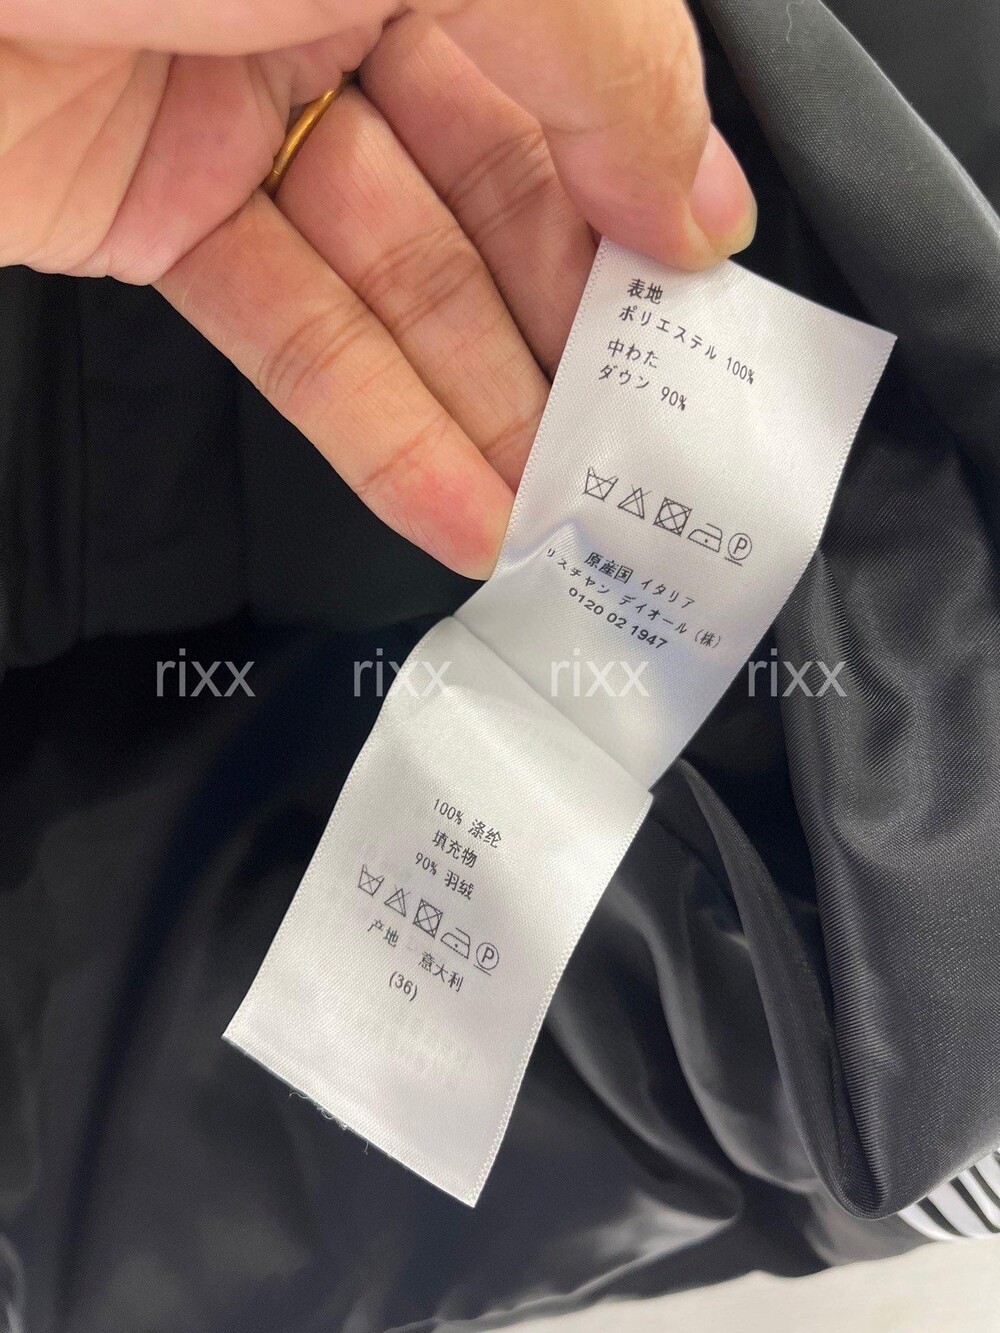 表地
ポリエステル 100%
中わた
ダウン 90%
P
原産国 イタリア
リスチャン ディオール (株)
0120 02 1947
rixx rixx rixx rixx
100% 涤纶
填充物
90% 羽绒
P
产地 意大利
(36)